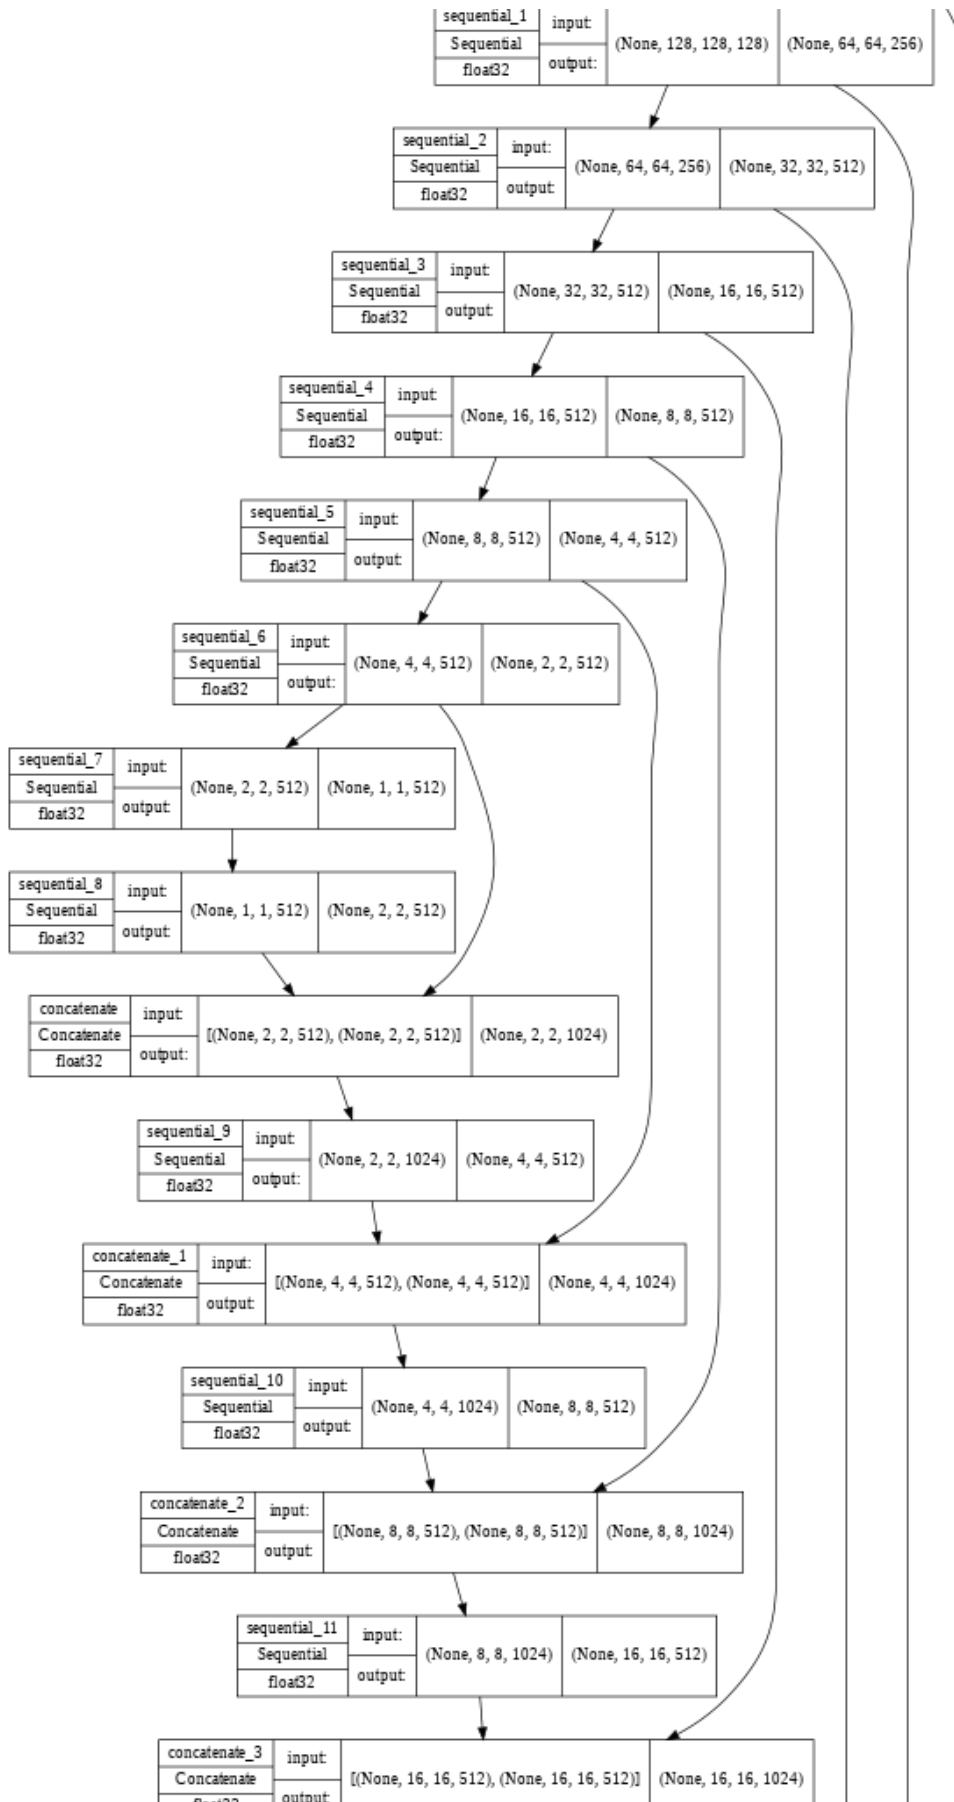 sequential_1
Sequential
float32
input:
output:
(None, 128, 128, 128)
(None, 64, 64, 256)
sequential_2
Sequential
float32
input:
output:
(None, 64, 64, 256)
(None, 32, 32, 512)
sequential_3
Sequential
float32
input:
output:
(None, 32, 32, 512)
(None, 16, 16, 512)
sequential_4
Sequential
float32
input:
output:
(None, 16, 16, 512)
(None, 8, 8, 512)
sequential_5
Sequential
float32
input:
output:
(None, 8, 8, 512)
(None, 4, 4, 512)
sequential_6
Sequential
float32
input:
output:
(None, 4, 4, 512)
(None, 2, 2, 512)
sequential_7
Sequential
float32
input:
output:
(None, 2, 2, 512)
(None, 1, 1, 512)
sequential_8
Sequential
float32
input:
output:
(None, 1, 1, 512)
(None, 2, 2, 512)
concatenate
Concatenate
float32
input:
output:
[(None, 2, 2, 512), (None, 2, 2, 512)]
(None, 2, 2, 1024)
sequential_9
Sequential
float32
input:
output:
(None, 2, 2, 1024)
(None, 4, 4, 512)
concatenate_1
Concatenate
float32
input:
output:
[(None, 4, 4, 512), (None, 4, 4, 512)]
(None, 4, 4, 1024)
sequential_10
Sequential
float32
input:
output:
(None, 4, 4, 1024)
(None, 8, 8, 512)
concatenate_2
Concatenate
float32
input:
output:
[(None, 8, 8, 512), (None, 8, 8, 512)]
(None, 8, 8, 1024)
sequential_11
Sequential
float32
input:
output:
(None, 8, 8, 1024)
(None, 16, 16, 512)
concatenate_3
Concatenate
float32
input:
output:
[(None, 16, 16, 512), (None, 16, 16, 512)]
(None, 16, 16, 1024)